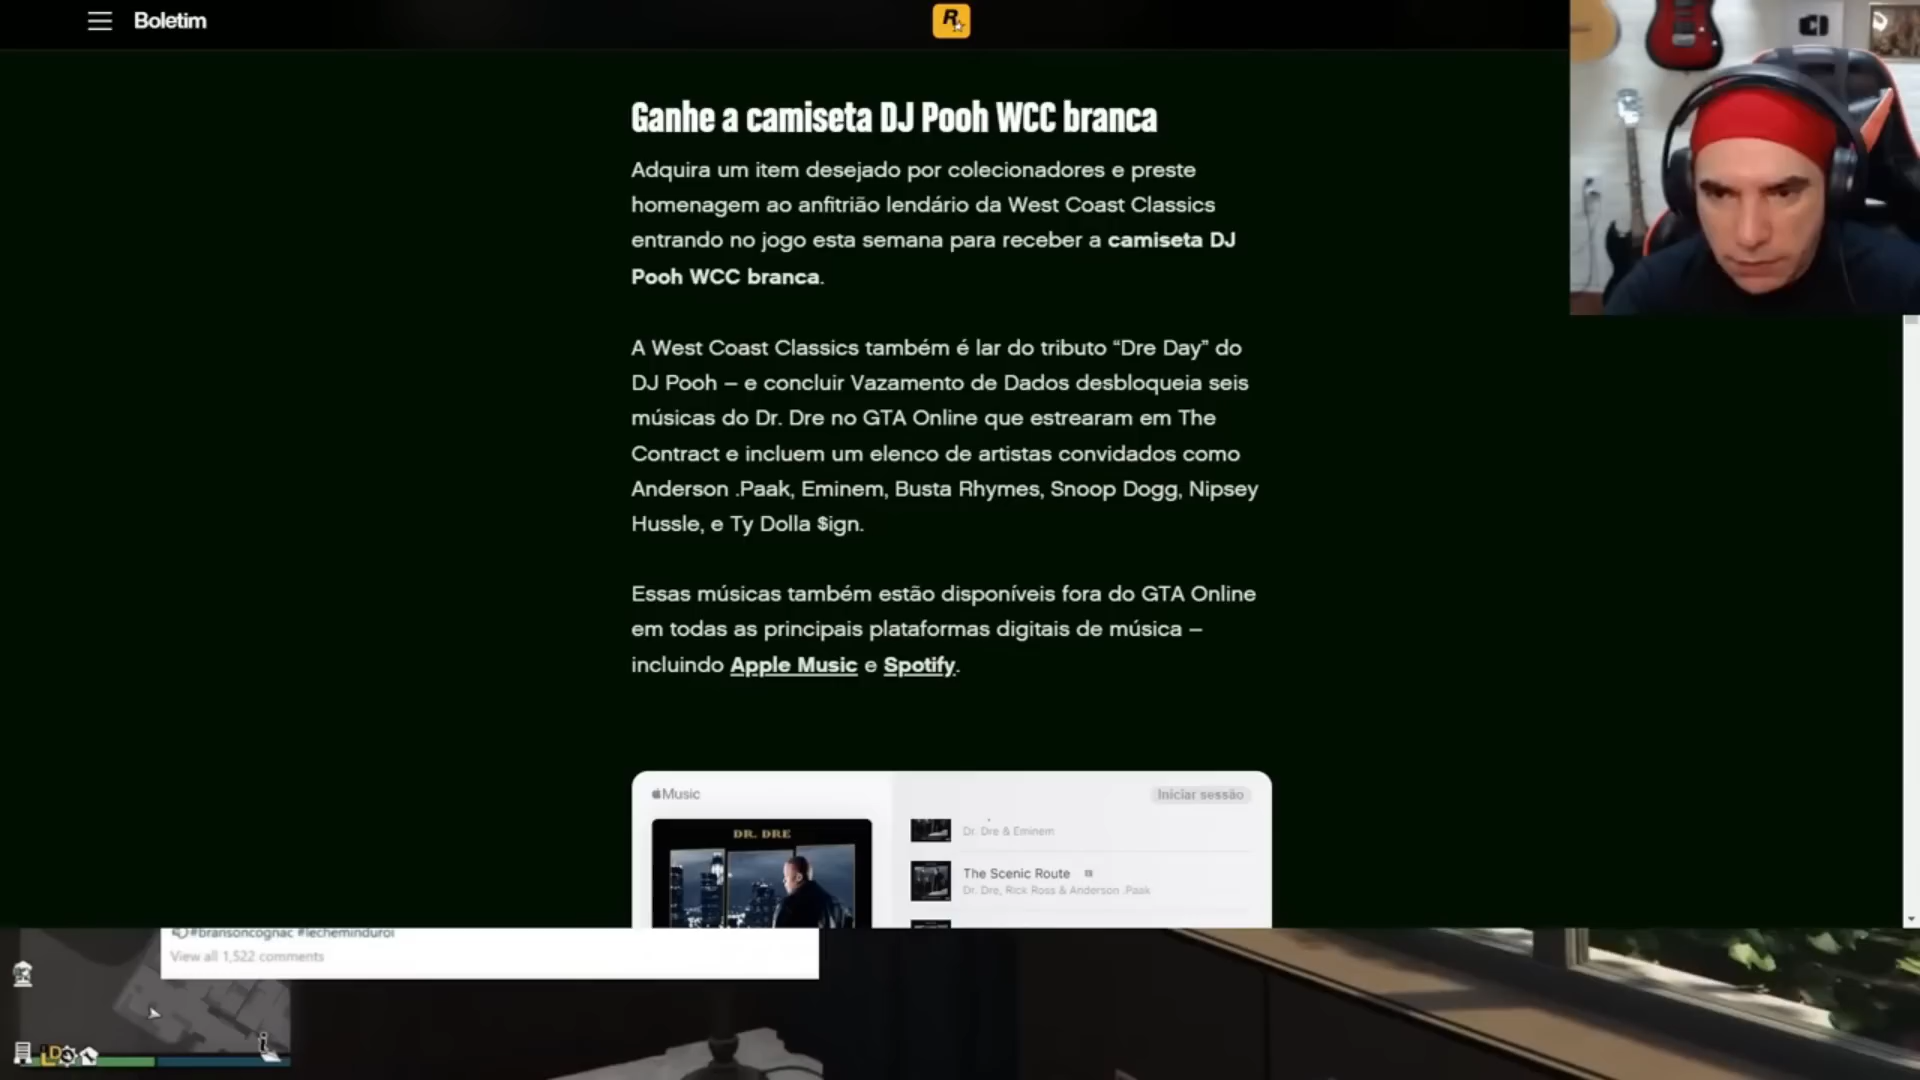 Boletim
R
Ganhe a camiseta DJ Pooh WCC branca
Adquira um item desejado por colecionadores e preste
homenagem ao anfitrião lendário da West Coast Classics
entrando no jogo esta semana para receber a camiseta DJ
Pooh WCC branca.
A West Coast Classics também é lar do tributo “Dre Day” do
DJ Pooh – e concluir Vazamento de Dados desbloqueia seis
músicas do Dr. Dre no GTA Online que estrearam em The
Contract e incluem um elenco de artistas convidados como
Anderson .Paak, Eminem, Busta Rhymes, Snoop Dogg, Nipsey
Hussle, e Ty Dolla $ign.
Essas músicas também estão disponíveis fora do GTA Online
em todas as principais plataformas digitais de música –
incluindo Apple Music e Spotify.
Music
Iniciar sessão
DR. DRE
Dr. Dre & Eminem
The Scenic Route
Dr. Dre, Rick Ross & Anderson .Paak
#bransoncognac #lecheminduroi
View all 1,522 comments